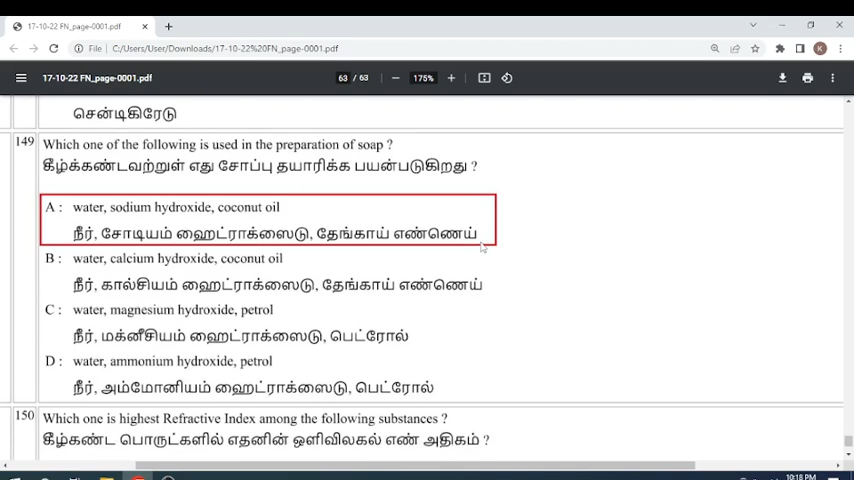 17-10-22 FN_page-0001.pdf
File C:/Users/User/Downloads/17-10-22%20FN_page-0001.pdf
K
17-10-22 FN_page-0001.pdf 63 / 63 175%
சென்டிகிரேடு
149 Which one of the following is used in the preparation of soap ?
கீழ்க்கண்டவற்றுள் எது சோப்பு தயாரிக்க பயன்படுகிறது ?
A : water, sodium hydroxide, coconut oil
நீர், சோடியம் ஹைட்ராக்ஸைடு, தேங்காய் எண்ணெய்
B : water, calcium hydroxide, coconut oil
நீர், கால்சியம் ஹைட்ராக்ஸைடு, தேங்காய் எண்ணெய்
C : water, magnesium hydroxide, petrol
நீர், மக்னீசியம் ஹைட்ராக்ஸைடு, பெட்ரோல்
D : water, ammonium hydroxide, petrol
நீர், அம்மோனியம் ஹைட்ராக்ஸைடு, பெட்ரோல்
150 Which one is highest Refractive Index among the following substances ?
கீழ்கண்ட பொருட்களில் எதனின் ஒளிவிலகல் எண் அதிகம் ?
10:18 PM